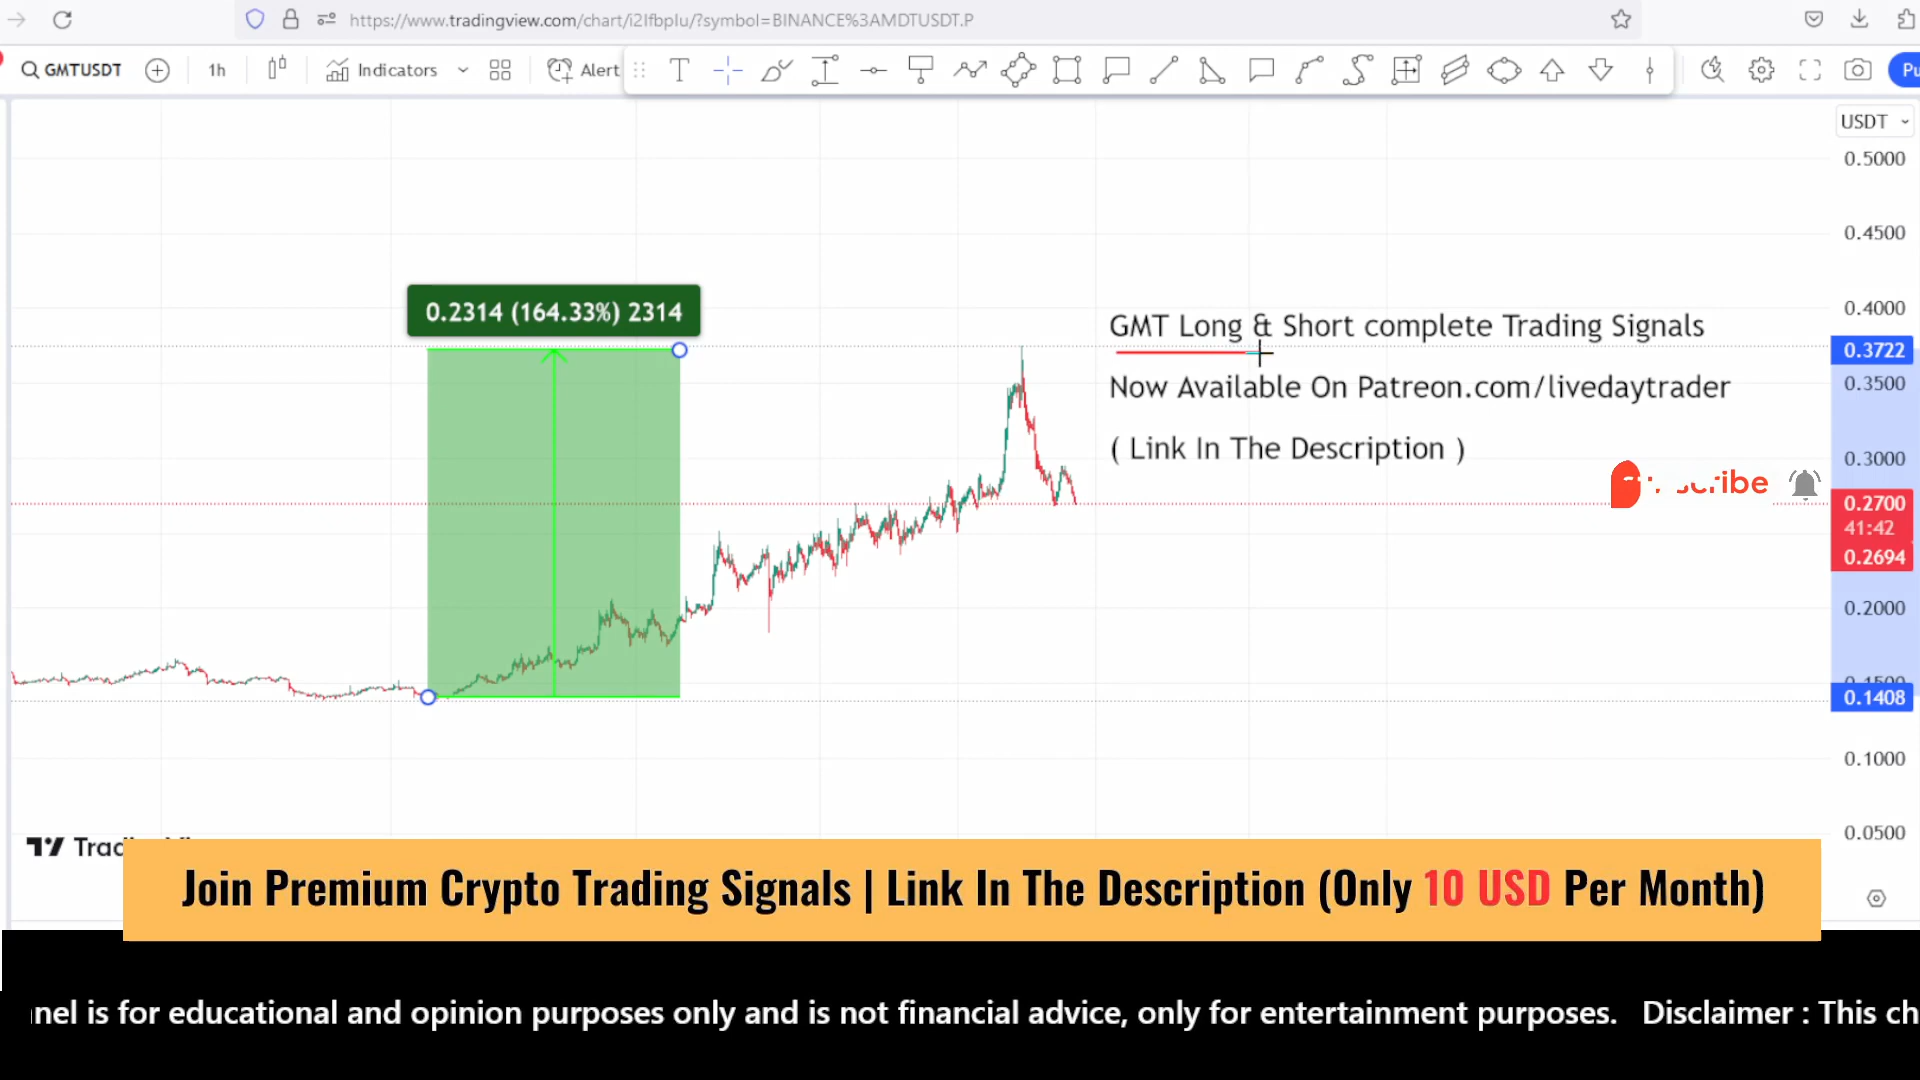 https://www.tradingview.com/chart/i2Ifbplu/?symbol=BINANCE%3AMDTUSDT.P
GMTUSDT 1h Indicators Alert
USDT
0.5000
0.4500
0.2314 (164.33%) 2314
0.4000
GMT Long & Short complete Trading Signals
0.3722
0.3500
Now Available On Patreon.com/livedaytrader
( Link In The Description )
0.3000
0.2700
41:42
0.2694
0.2000
0.1408
0.1000
0.0500
Join Premium Crypto Trading Signals | Link In The Description (Only 10 USD Per Month)
is for educational and opinion purposes only and is not financial advice, only for entertainment purposes. Disclaimer : This